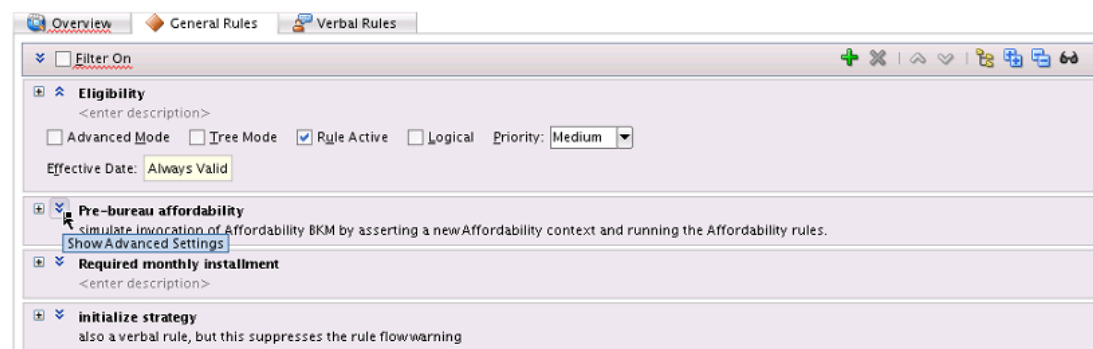 Overview General Rules Verbal Rules
Filter On
Eligibility
<enter description>
Advanced Mode Tree Mode Rule Active Logical Priority: Medium
Effective Date: Always Valid
Pre-bureau affordability
simulate invocation of Affordability BKM by asserting a new Affordability context and running the Affordability rules.
Show Advanced Settings
Required monthly installment
<enter description>
initialize strategy
also a verbal rule, but this suppresses the rule flow warning